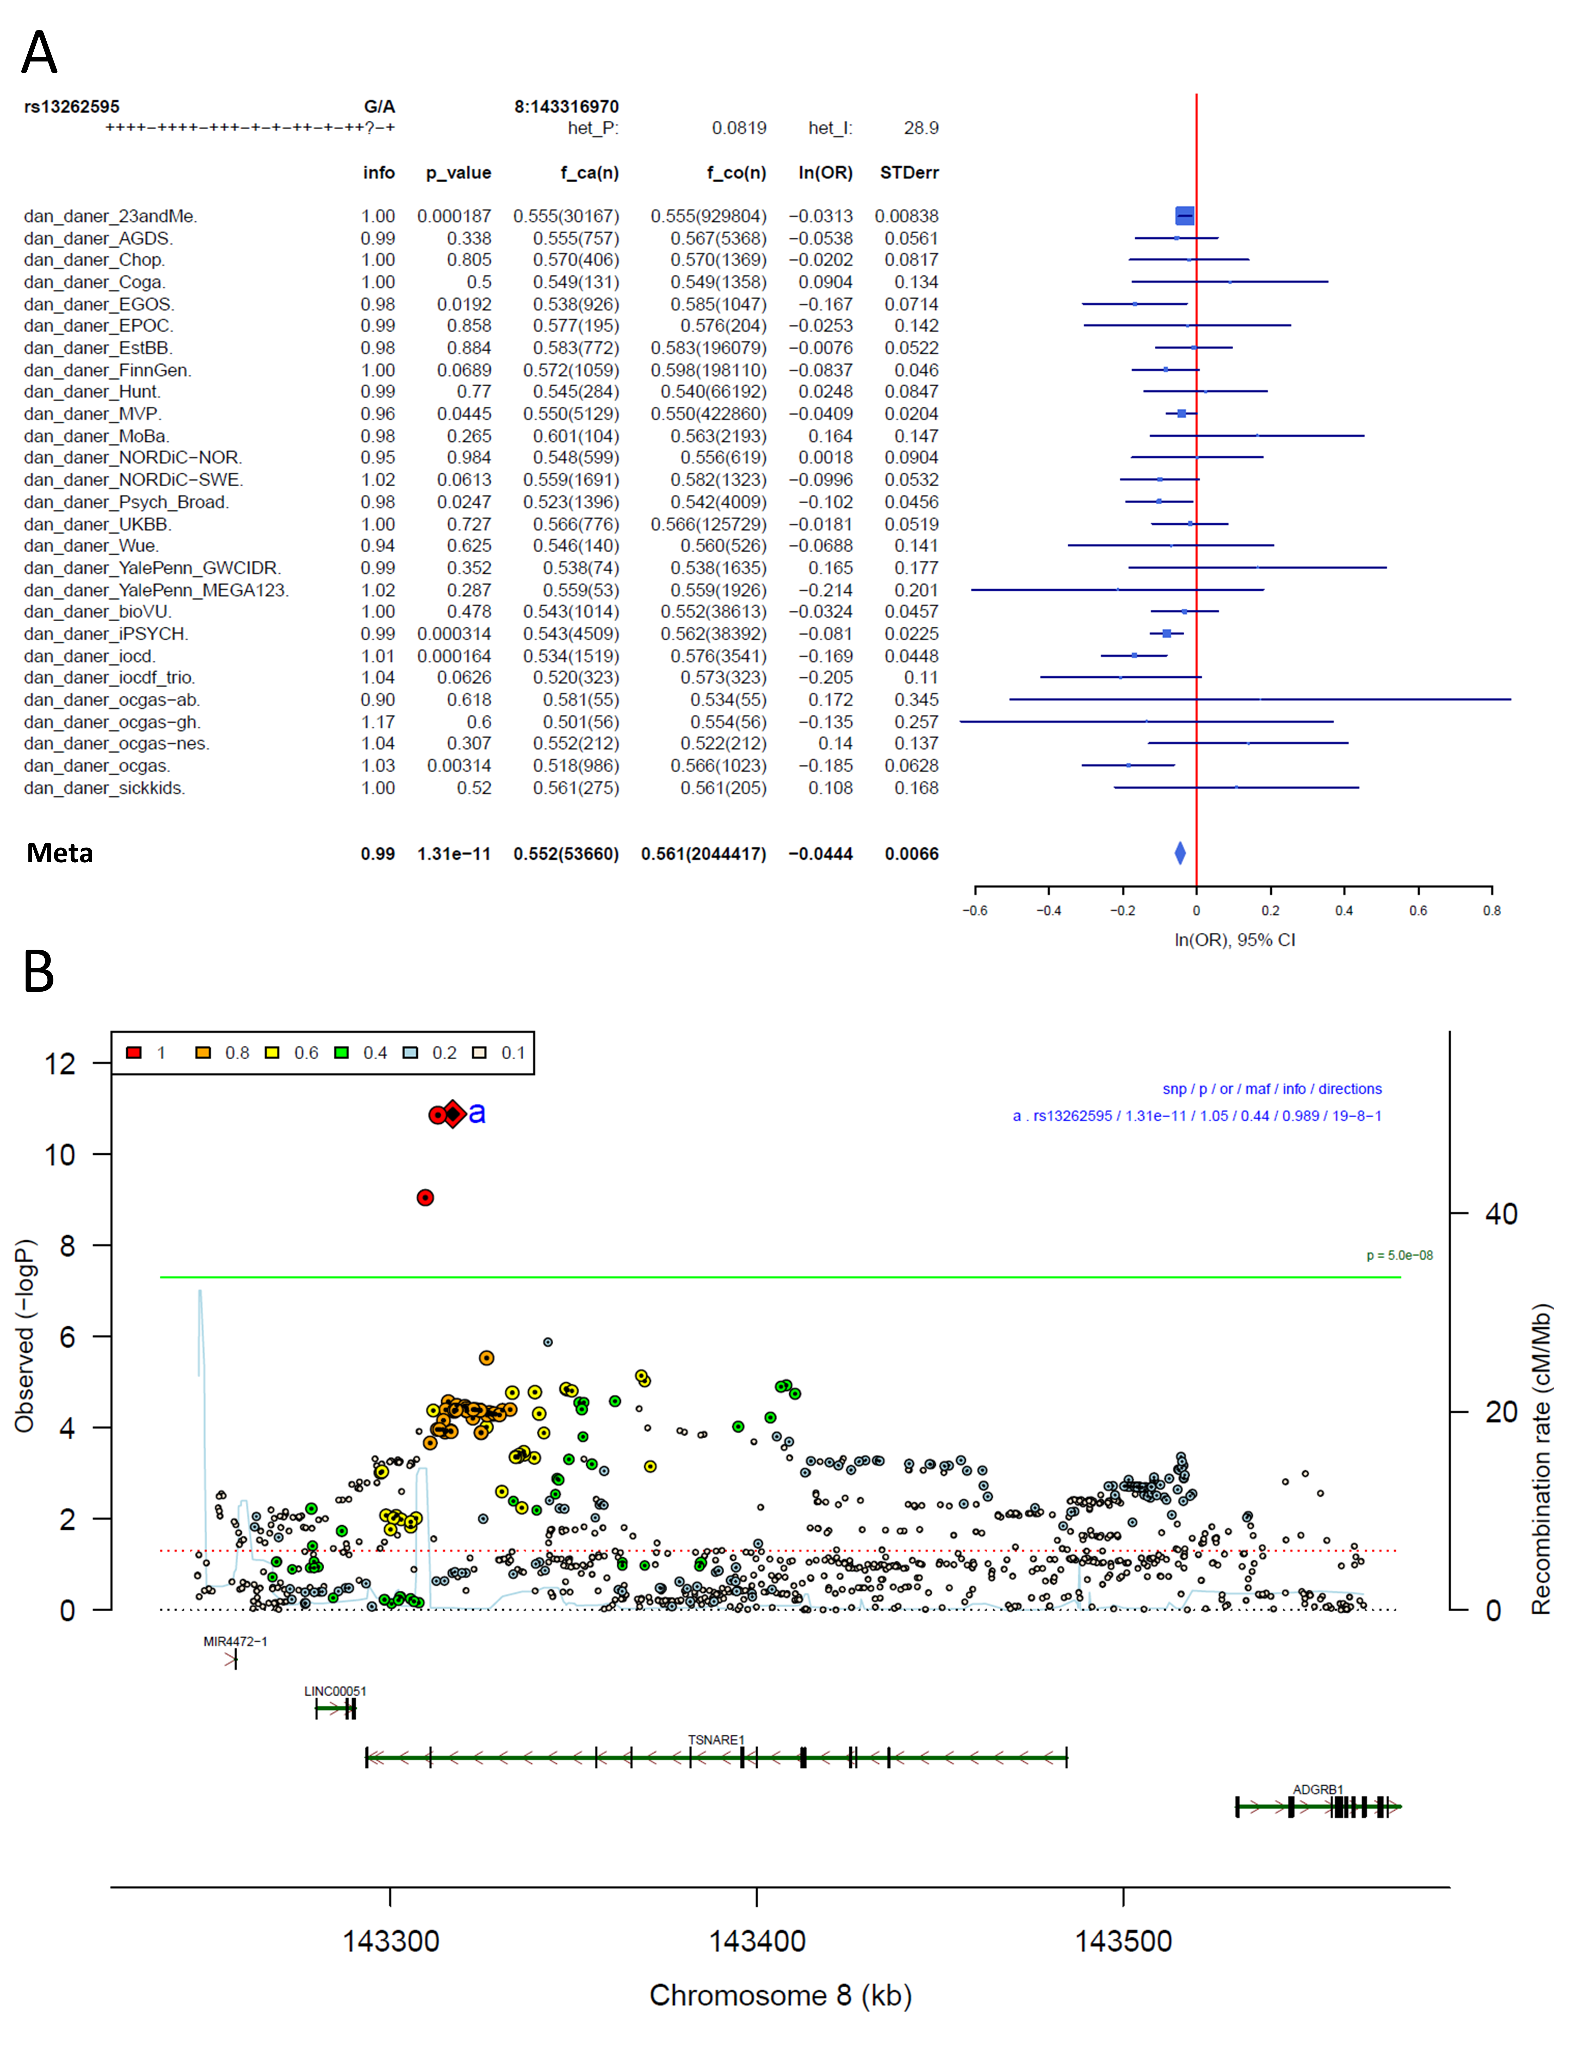 A
rs13262595 G/A 8:143316970
++++−++++−+++−+−+−++−+−++?−+ het_P: 0.0819 het_I: 28.9
info p_value f_ca(n) f_co(n) ln(OR) STDerr
dan_daner_23andMe. 1.00 0.000187 0.555(30167) 0.555(929804) −0.0313 0.00838
dan_daner_AGDS. 0.99 0.338 0.555(757) 0.567(5368) −0.0538 0.0561
dan_daner_Chop. 1.00 0.805 0.570(406) 0.570(1369) −0.0202 0.0817
dan_daner_Coga. 1.00 0.5 0.549(131) 0.549(1358) 0.0904 0.134
dan_daner_EGOS. 0.98 0.0192 0.538(926) 0.585(1047) −0.167 0.0714
dan_daner_EPOC. 0.99 0.858 0.577(195) 0.576(204) −0.0253 0.142
dan_daner_EstBB. 0.98 0.884 0.583(772) 0.583(196079) −0.0076 0.0522
dan_daner_FinnGen. 1.00 0.0689 0.572(1059) 0.598(198110) −0.0837 0.046
dan_daner_Hunt. 0.99 0.77 0.545(284) 0.540(66192) 0.0248 0.0847
dan_daner_MVP. 0.96 0.0445 0.550(5129) 0.550(422860) −0.0409 0.0204
dan_daner_MoBa. 0.98 0.265 0.601(104) 0.563(2193) 0.164 0.147
dan_daner_NORDiC−NOR. 0.95 0.984 0.548(599) 0.556(619) 0.0018 0.0904
dan_daner_NORDiC−SWE. 1.02 0.0613 0.559(1691) 0.582(1323) −0.0996 0.0532
dan_daner_Psych_Broad. 0.98 0.0247 0.523(1396) 0.542(4009) −0.102 0.0456
dan_daner_UKBB. 1.00 0.727 0.566(776) 0.566(125729) −0.0181 0.0519
dan_daner_Wue. 0.94 0.625 0.546(140) 0.560(526) −0.0688 0.141
dan_daner_YalePenn_GWCIDR. 0.99 0.352 0.538(74) 0.538(1635) 0.165 0.177
dan_daner_YalePenn_MEGA123. 1.02 0.287 0.559(53) 0.559(1926) −0.214 0.201
dan_daner_bioVU. 1.00 0.478 0.543(1014) 0.552(38613) −0.0324 0.0457
dan_daner_iPSYCH. 0.99 0.000314 0.543(4509) 0.562(38392) −0.081 0.0225
dan_daner_iocd. 1.01 0.000164 0.534(1519) 0.576(3541) −0.169 0.0448
dan_daner_iocdf_trio. 1.04 0.0626 0.520(323) 0.573(323) −0.205 0.11
dan_daner_ocgas−ab. 0.90 0.618 0.581(55) 0.534(55) 0.172 0.345
dan_daner_ocgas−gh. 1.17 0.6 0.501(56) 0.554(56) −0.135 0.257
dan_daner_ocgas−nes. 1.04 0.307 0.552(212) 0.522(212) 0.14 0.137
dan_daner_ocgas. 1.03 0.00314 0.518(986) 0.566(1023) −0.185 0.0628
dan_daner_sickkids. 1.00 0.52 0.561(275) 0.561(205) 0.108 0.168
Meta 0.99 1.31e−11 0.552(53660) 0.561(2044417) −0.0444 0.0066
−0.6 −0.4 −0.2 0 0.2 0.4 0.6 0.8
ln(OR), 95% CI
B
1 0.8 0.6 0.4 0.2 0.1
snp / p / or / maf / info / directions
a . rs13262595 / 1.31e−11 / 1.05 / 0.44 / 0.989 / 19−8−1
a
12
10
8
6
4
2
0
Observed (−logP)
p = 5.0e−08
40
20
0
Recombination rate (cM/Mb)
MIR4472−1
LINC00051
TSNARE1
ADGRB1
143300 143400 143500
Chromosome 8 (kb)